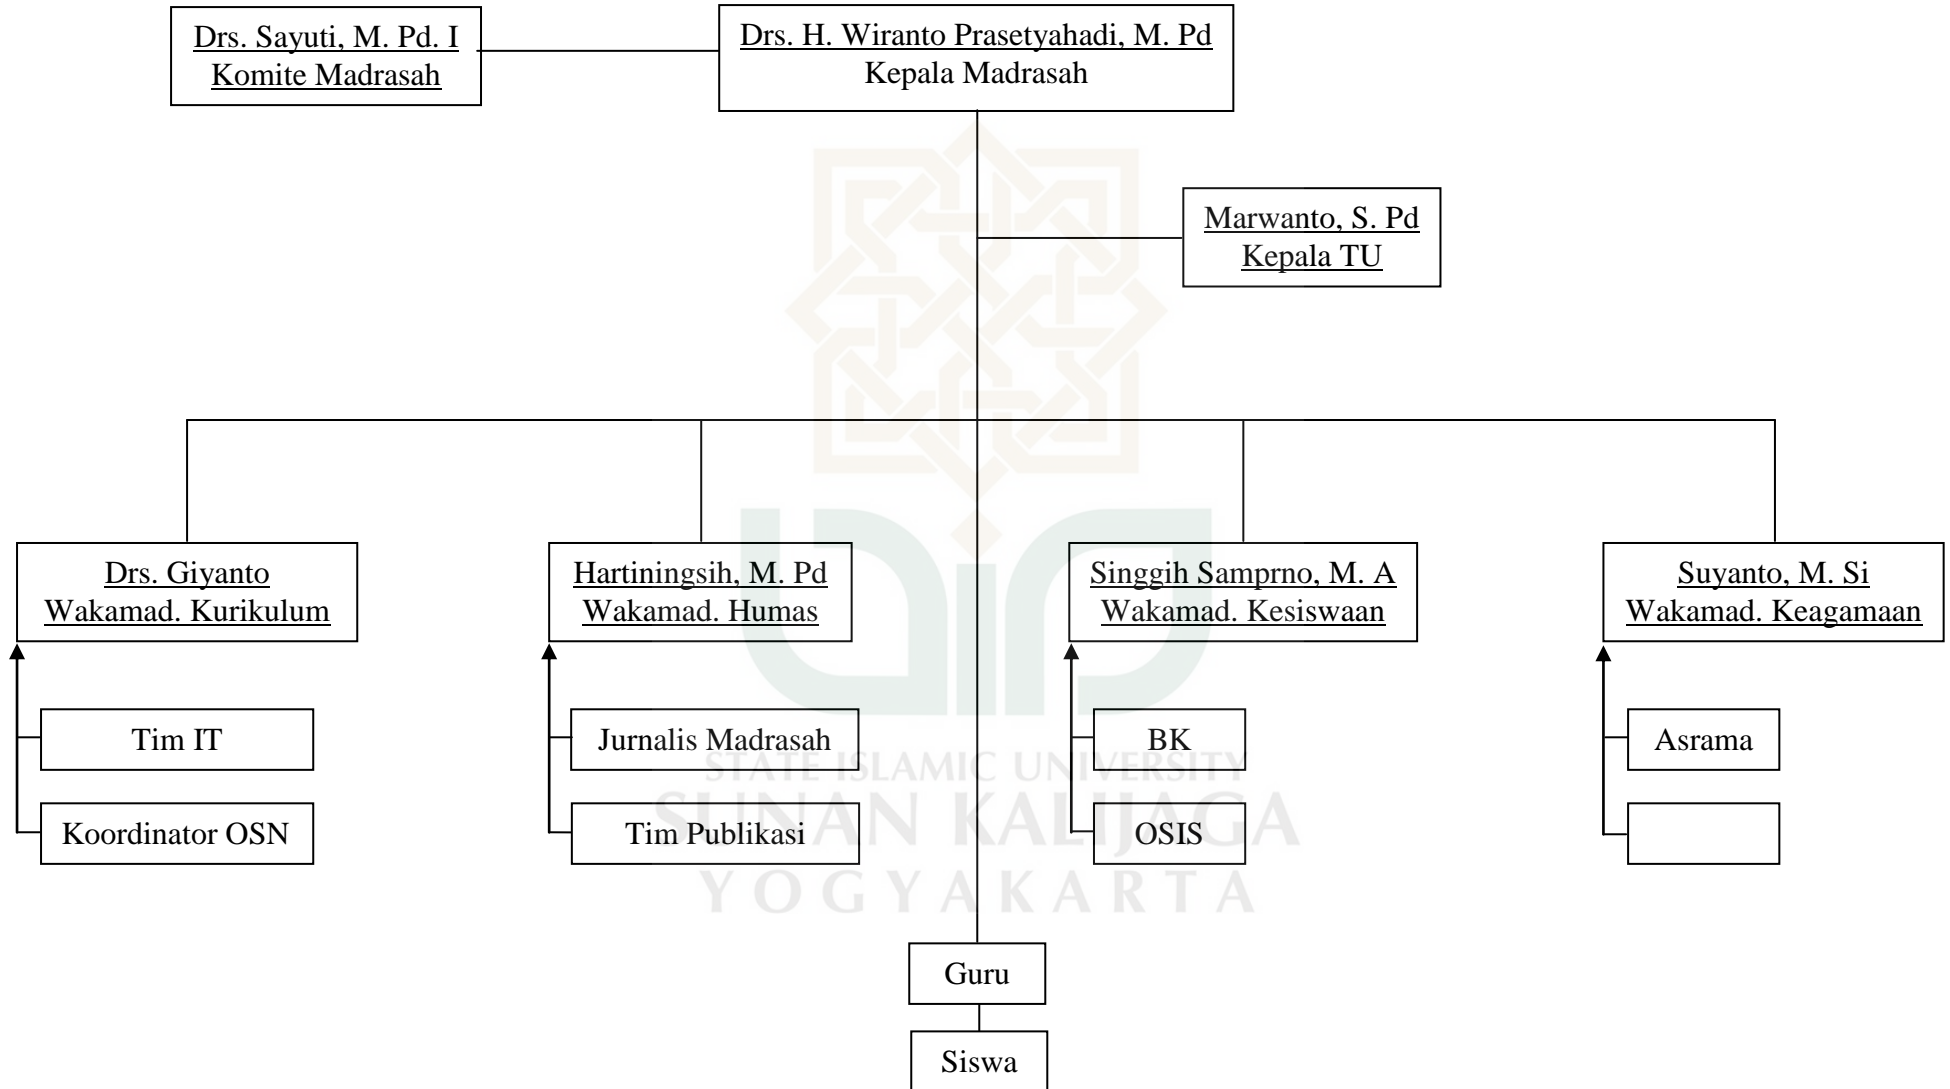 Drs. Sayuti, M. Pd. I
Komite Madrasah
Drs. H. Wiranto Prasetyahadi, M. Pd
Kepala Madrasah
Marwanto, S. Pd
Kepala TU
Drs. Giyanto
Wakamad. Kurikulum
Hartiningsih, M. Pd
Wakamad. Humas
Singgih Samprno, M. A
Wakamad. Kesiswaan
Suyanto, M. Si
Wakamad. Keagamaan
Tim IT
Jurnalis Madrasah
BK
Asrama
Koordinator OSN
Tim Publikasi
OSIS
STATE ISLAMIC UNIVERSITY
SUNAN KALIJAGA
YOGYAKARTA
Guru
Siswa